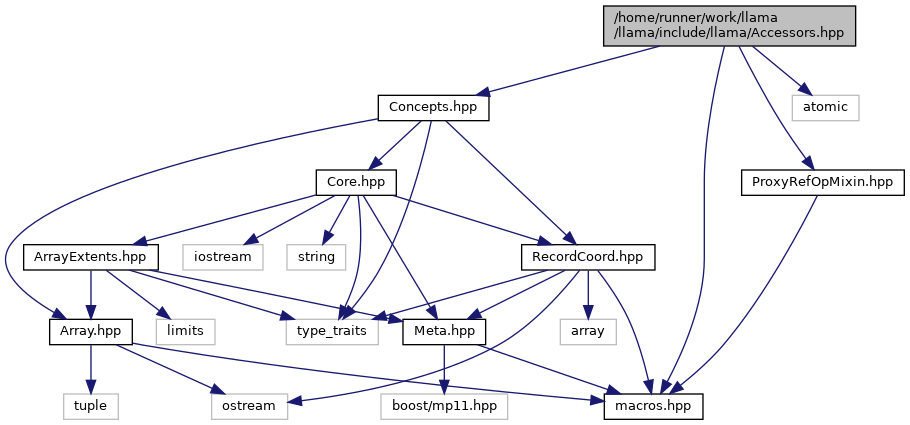 /home/runner/work/llama
/llama/include/llama/Accessors.hpp
Concepts.hpp
atomic
Core.hpp
ProxyRefOpMixin.hpp
ArrayExtents.hpp
iostream
string
RecordCoord.hpp
Array.hpp
limits
type_traits
Meta.hpp
array
tuple
ostream
boost/mp11.hpp
macros.hpp